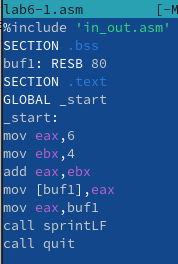 lab6-1.asm [-M
%include 'in_out.asm'
SECTION .bss
buf1: RESB 80
SECTION .text
GLOBAL _start
_start:
mov eax,6
mov ebx,4
add eax,ebx
mov [buf1],eax
mov eax,buf1
call sprintLF
call quit